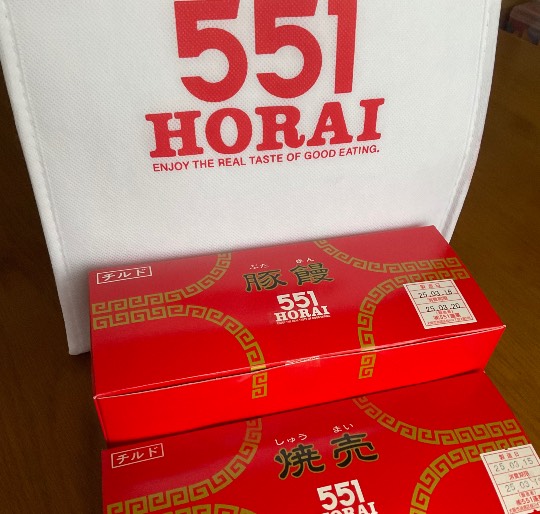 551
HORAI
ENJOY THE REAL TASTE OF GOOD EATING.
チルド
ぶた まん
豚饅
551
HORAI
製造日
25.03.15
消費期限
25.03.20
チルド
しゅう まい
焼売
551
製造日
25.03.15
消費期限